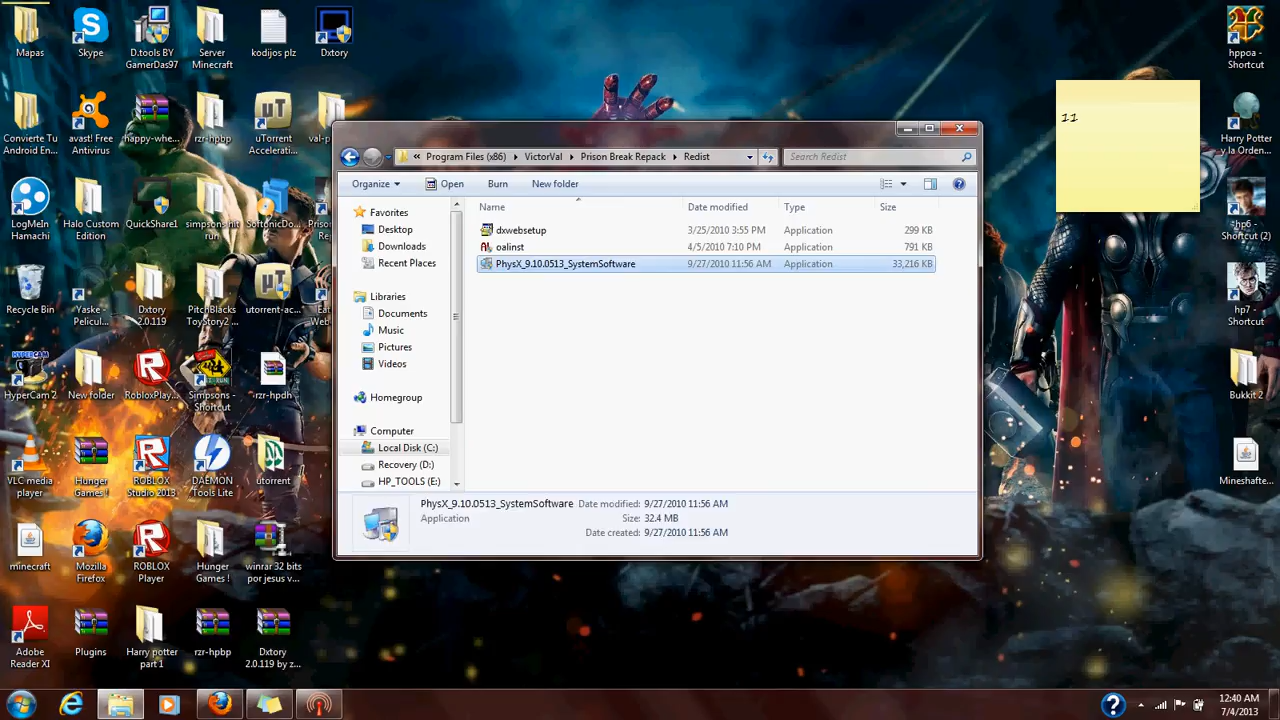 Mapas
Skype
D.tools BY
GamerDas97
Server
Minecraft
kodijos plz
Dxtory
Convierte Tu
Android En...
avast! Free
Antivirus
happy-whe...
rzr-hpbp
uTorrent
Accelerati...
val-p
LogMeIn
Hamachi
Halo Custom
Edition
QuickShare1
simpsons hit
run
SoftonicDo...
Prison
Rep
Recycle Bin
Yaske -
Pelicul...
Dxtory
2.0.119
PitchBlacks
ToyStory2 ...
utorrent-ac...
Eat
Web
HyperCam 2
New folder
RobloxPlay...
Simpsons -
Shortcut
rzr-hpdh
VLC media
player
Hunger
Games !
ROBLOX
Studio 2013
DAEMON
Tools Lite
utorrent
minecraft
Mozilla
Firefox
ROBLOX
Player
Hunger
Games !
winrar 32 bits
por jesus v...
Adobe
Reader XI
Plugins
Harry potter
part 1
rzr-hpbp
Dxtory
2.0.119 by z...
« Program Files (x86) VictorVal Prison Break Repack Redist
Search Redist
Organize Open Burn New folder
Name Date modified Type Size
dxwebsetup 3/25/2010 3:55 PM Application 299 KB
oalinst 4/5/2010 7:10 PM Application 791 KB
PhysX_9.10.0513_SystemSoftware 9/27/2010 11:56 AM Application 33,216 KB
Favorites
Desktop
Downloads
Recent Places
Libraries
Documents
Music
Pictures
Videos
Homegroup
Computer
Local Disk (C:)
Recovery (D:)
HP_TOOLS (E:)
PhysX_9.10.0513_SystemSoftware Date modified: 9/27/2010 11:56 AM
Application Size: 32.4 MB
Date created: 9/27/2010 11:56 AM
11
hppoa -
Shortcut
Harry Potter
y la Orden...
hp6 -
Shortcut (2)
hp7 -
Shortcut
Bukkit 2
Mineshafte...
12:40 AM
7/4/2013